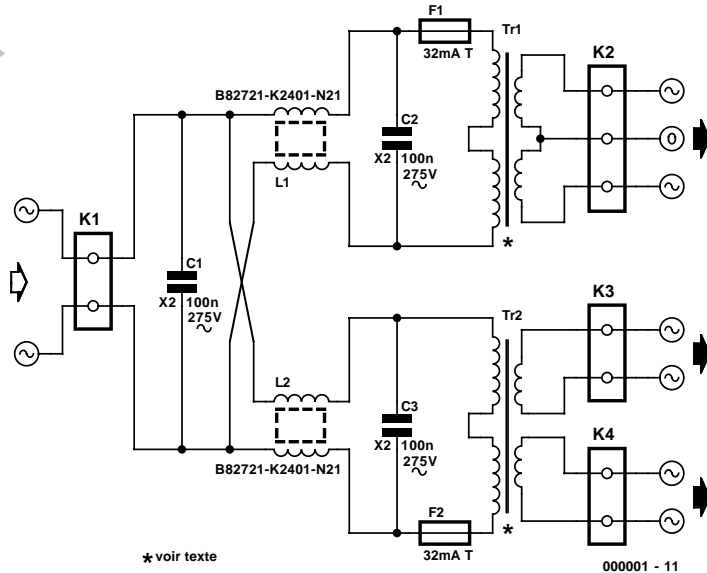 F1
32mA T
Tr1
K2
B82721-K2401-N21
C2
X2 100n
275V
0
L1
K1
*
C1
X2 100n
275V
Tr2
K3
L2
C3
X2 100n
275V
K4
B82721-K2401-N21
F2
32mA T
*
* voir texte
000001 - 11